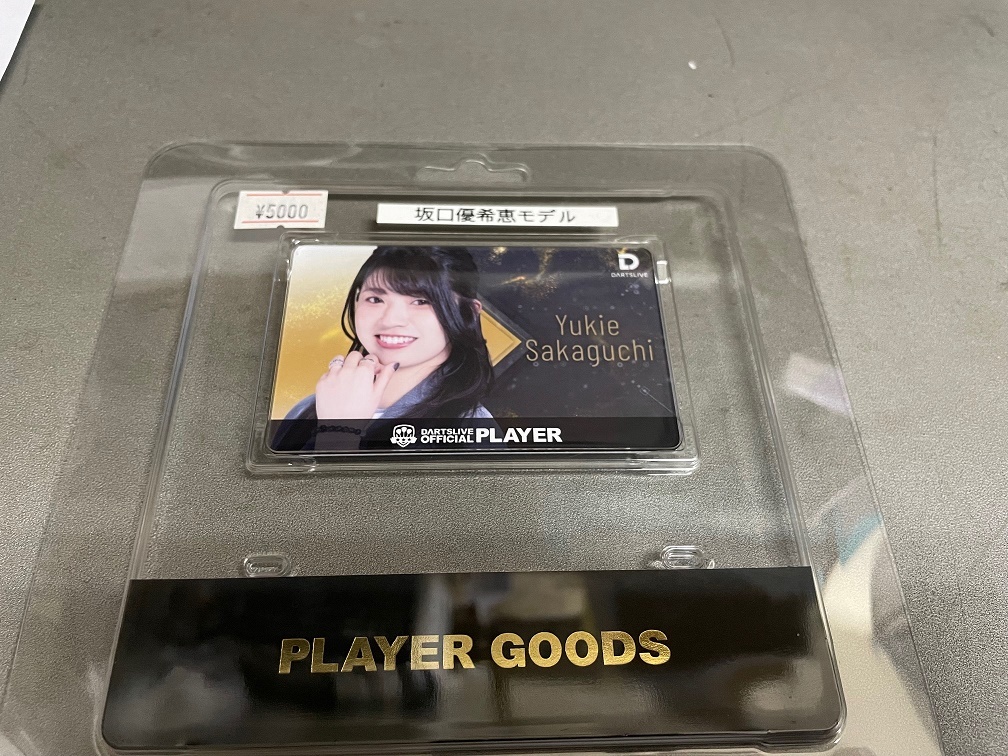 ¥5000
坂口優希恵モデル
D
DARTSLIVE
Yukie
Sakaguchi
DARTSLIVE
OFFICIAL PLAYER
PLAYER GOODS